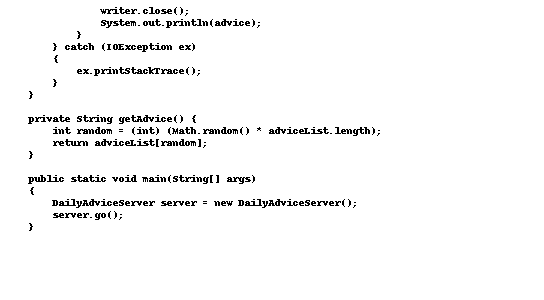 writer.close();
System.out.println(advice);
}
} catch (IOException ex)
{
ex.printStackTrace();
}
}
private String getAdvice() {
int random = (int) (Math.random() * adviceList.length);
return adviceList[random];
}
public static void main(String[] args)
{
DailyAdviceServer server = new DailyAdviceServer();
server.go();
}